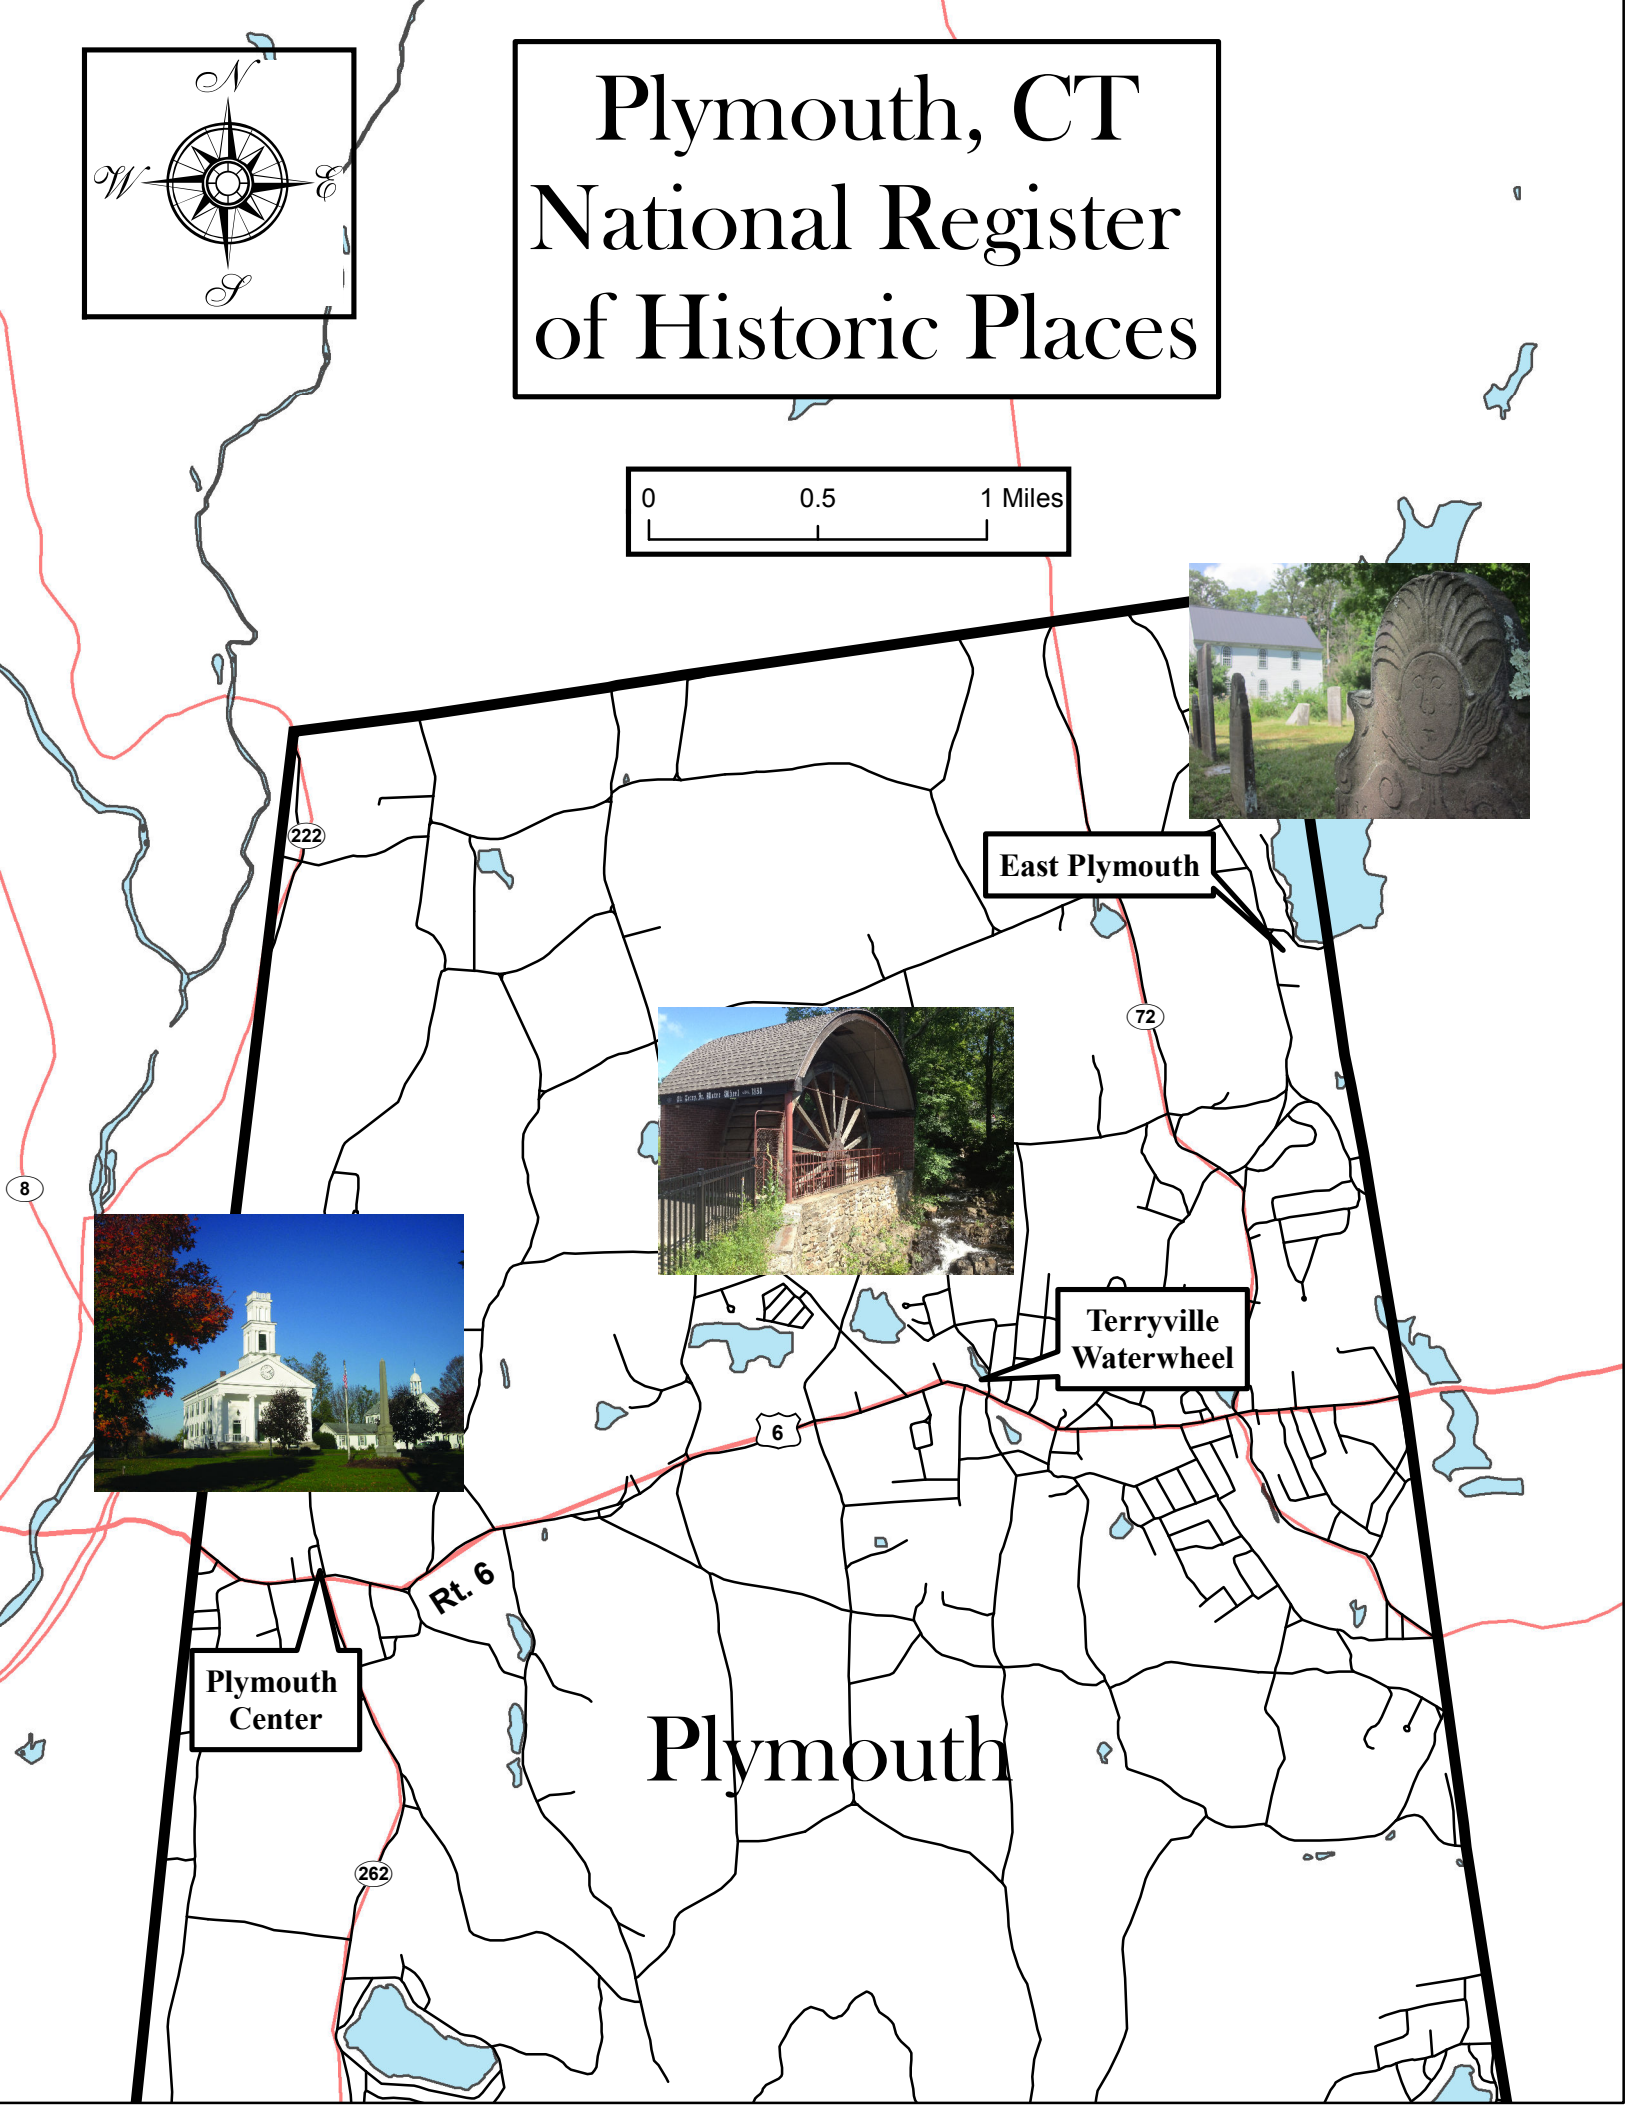 N
W
E
S
Plymouth, CT
National Register
of Historic Places
0 0.5 1 Miles
222
East Plymouth
72
8
Terryville
Waterwheel
6
Rt. 6
Plymouth
Center
Plymouth
262